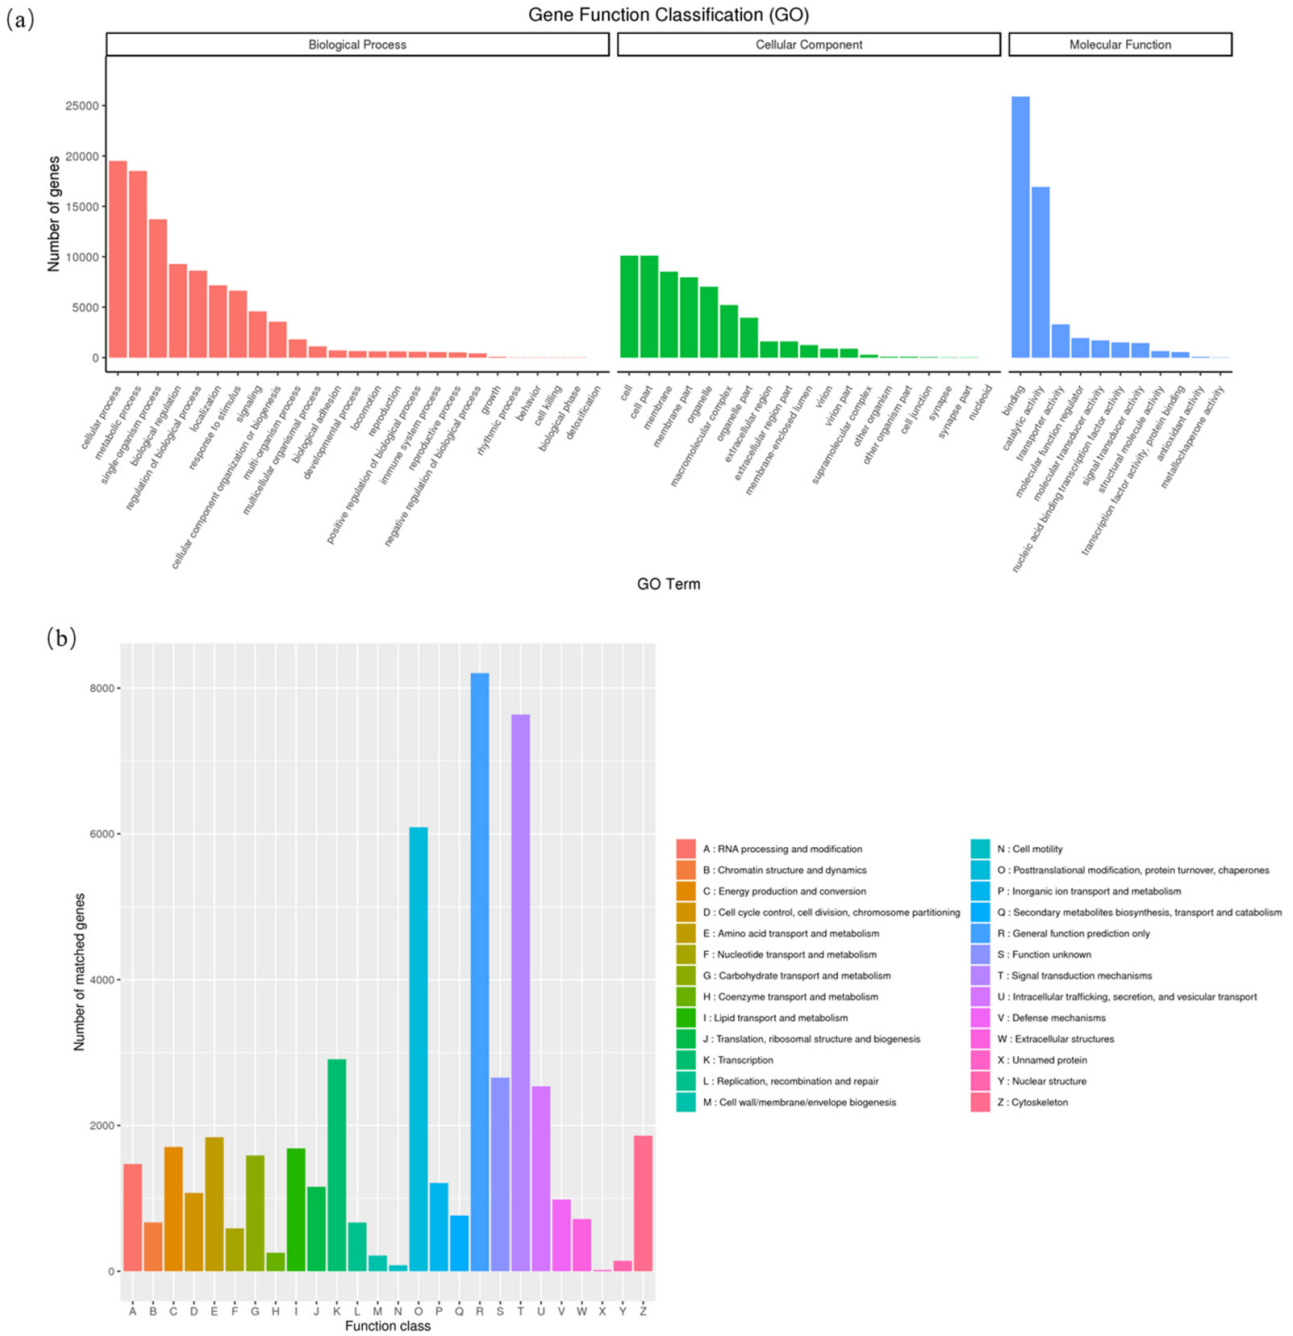 (a)
Gene Function Classification (GO)
Biological Process
Cellular Component
Molecular Function
Number of genes
25000
20000
15000
10000
5000
0
cellular process
metabolic process
single organism process
biological regulation
regulation of biological process
localization
response to stimulus
signaling
cellular component organization or biogenesis
multi-organism process
multicellular organismal process
biological adhesion
developmental process
locomotion
reproduction
positive regulation of biological process
immune system process
reproductive process
negative regulation of biological process
growth
rhythmic process
behavior
cell killing
biological phase
detoxification
cell
cell part
membrane
membrane part
organelle
macromolecular complex
organelle part
extracellular region
extracellular region part
membrane-enclosed lumen
virion
virion part
supramolecular complex
other organism
other organism part
cell junction
synapse
synapse part
nucleoid
binding
catalytic activity
transporter activity
molecular function regulator
molecular transducer activity
nucleic acid binding transcription factor activity
signal transducer activity
structural molecule activity
transcription factor activity, protein binding
antioxidant activity
metallochaperone activity
GO Term
(b)
Number of matched genes
8000
6000
4000
2000
0
A B C D E F G H I J K L M N O P Q R S T U V W X Y Z
Function class
A : RNA processing and modification
B : Chromatin structure and dynamics
C : Energy production and conversion
D : Cell cycle control, cell division, chromosome partitioning
E : Amino acid transport and metabolism
F : Nucleotide transport and metabolism
G : Carbohydrate transport and metabolism
H : Coenzyme transport and metabolism
I : Lipid transport and metabolism
J : Translation, ribosomal structure and biogenesis
K : Transcription
L : Replication, recombination and repair
M : Cell wall/membrane/envelope biogenesis
N : Cell motility
O : Posttranslational modification, protein turnover, chaperones
P : Inorganic ion transport and metabolism
Q : Secondary metabolites biosynthesis, transport and catabolism
R : General function prediction only
S : Function unknown
T : Signal transduction mechanisms
U : Intracellular trafficking, secretion, and vesicular transport
V : Defense mechanisms
W : Extracellular structures
X : Unnamed protein
Y : Nuclear structure
Z : Cytoskeleton